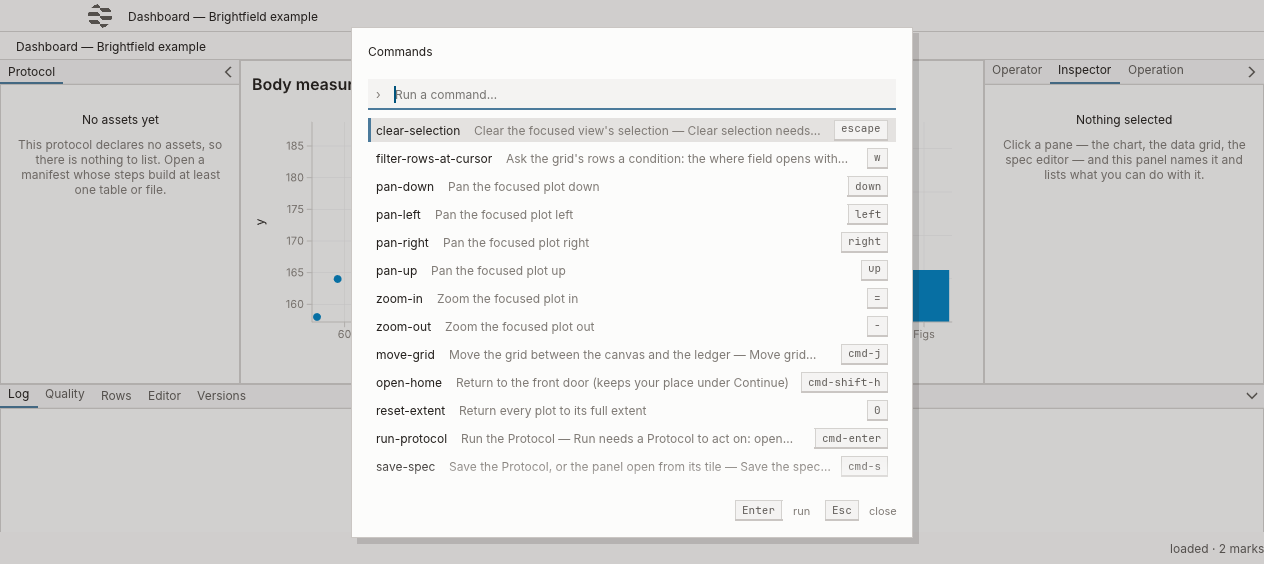 Dashboard — Brightfield example
Dashboard — Brightfield example
Protocol
No assets yet
This protocol declares no assets, so
there is nothing to list. Open a
manifest whose steps build at least
one table or file.
Body measur
185
180
175
170
165
160
y
60
Commands
› Run a command...
clear-selection Clear the focused view's selection — Clear selection needs... escape
filter-rows-at-cursor Ask the grid's rows a condition: the where field opens with... w
pan-down Pan the focused plot down down
pan-left Pan the focused plot left left
pan-right Pan the focused plot right right
pan-up Pan the focused plot up up
zoom-in Zoom the focused plot in =
zoom-out Zoom the focused plot out -
move-grid Move the grid between the canvas and the ledger — Move grid... cmd-j
open-home Return to the front door (keeps your place under Continue) cmd-shift-h
reset-extent Return every plot to its full extent 0
run-protocol Run the Protocol — Run needs a Protocol to act on: open... cmd-enter
save-spec Save the Protocol, or the panel open from its tile — Save the spec... cmd-s
Enter run Esc close
Figs
Operator Inspector Operation
Nothing selected
Click a pane — the chart, the data grid, the
spec editor — and this panel names it and
lists what you can do with it.
Log Quality Rows Editor Versions
loaded · 2 marks